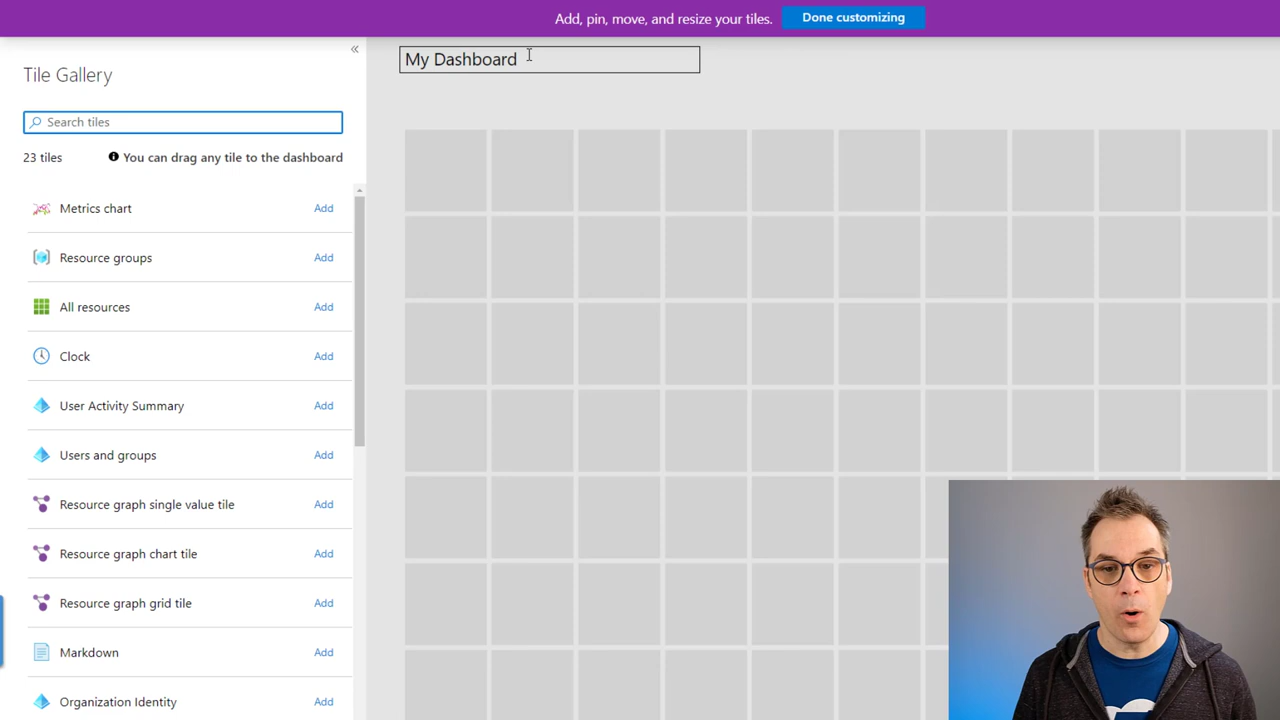 Add, pin, move, and resize your tiles.
Done customizing
«
My Dashboard
Tile Gallery
Search tiles
23 tiles
You can drag any tile to the dashboard
Metrics chart
Add
Resource groups
Add
All resources
Add
Clock
Add
User Activity Summary
Add
Users and groups
Add
Resource graph single value tile
Add
Resource graph chart tile
Add
Resource graph grid tile
Add
Markdown
Add
Organization Identity
Add